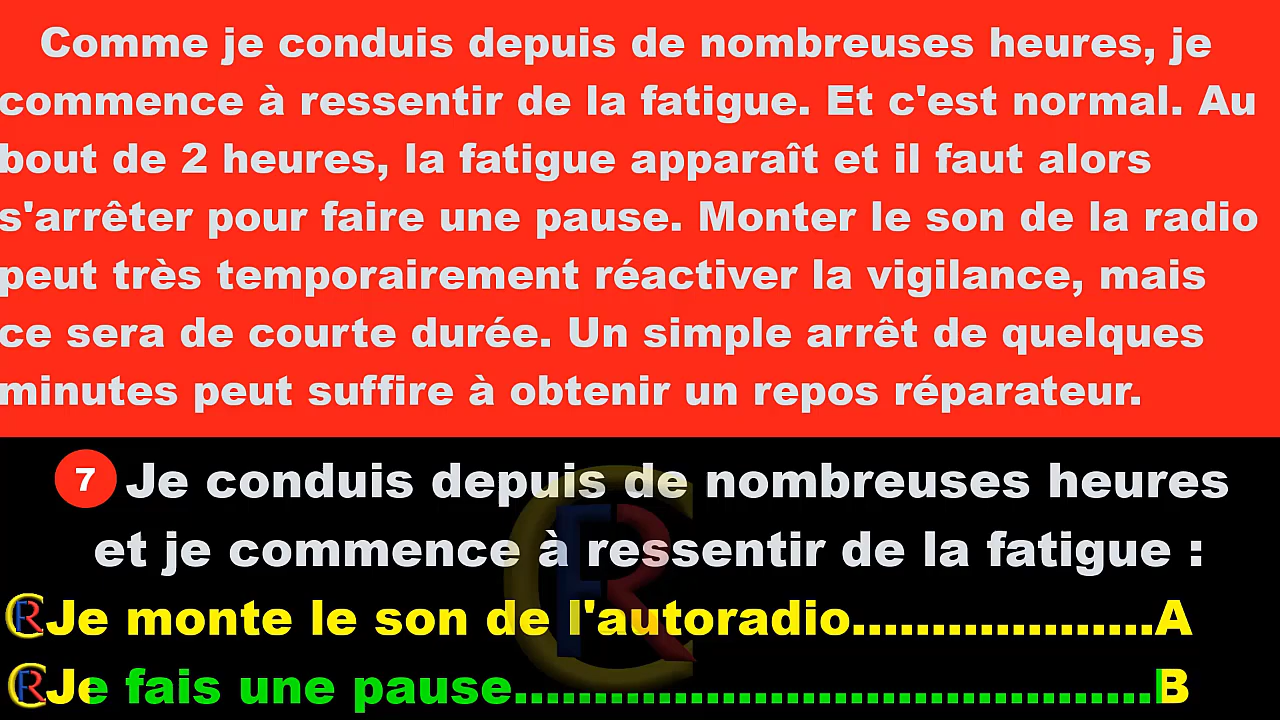 Comme je conduis depuis de nombreuses heures, je
commence à ressentir de la fatigue. Et c'est normal. Au
bout de 2 heures, la fatigue apparaît et il faut alors
s'arrêter pour faire une pause. Monter le son de la radio
peut très temporairement réactiver la vigilance, mais
ce sera de courte durée. Un simple arrêt de quelques
minutes peut suffire à obtenir un repos réparateur.
7 Je conduis depuis de nombreuses heures
et je commence à ressentir de la fatigue :
CFR Je monte le son de l'autoradio...................A
CFR Je fais une pause........................................B